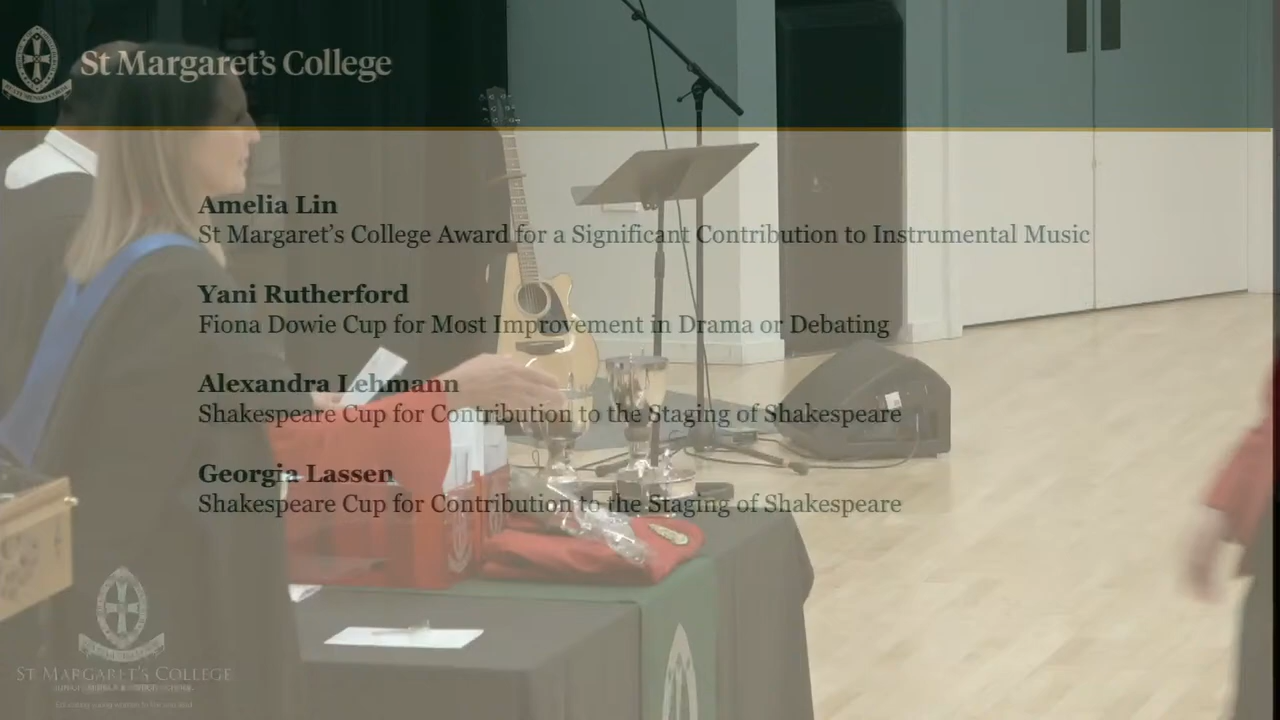 St Margaret's College
Amelia Lin
St Margaret's College Award for a Significant Contribution to Instrumental Music
Yani Rutherford
Fiona Dowie Cup for Most Improvement in Drama or Debating
Alexandra Lehmann
Shakespeare Cup for Contribution to the Staging of Shakespeare
Georgia Lassen
Shakespeare Cup for Contribution to the Staging of Shakespeare
ST MARGARET'S COLLEGE